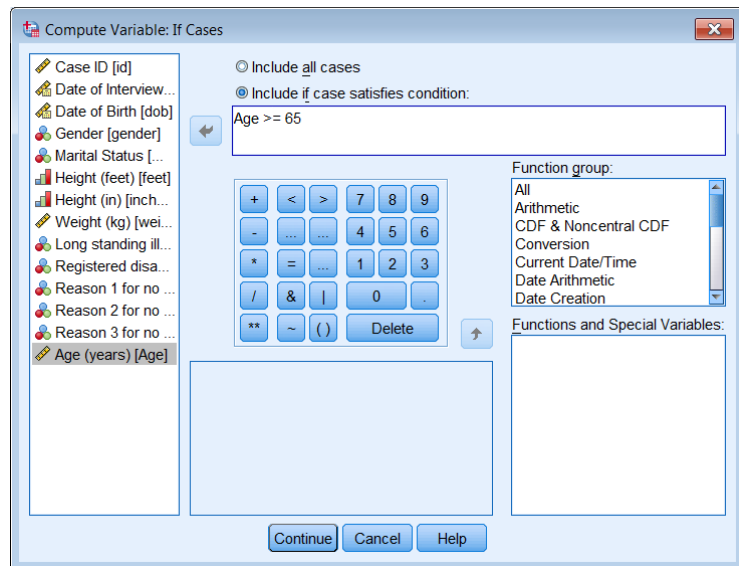 Compute Variable: If Cases
Case ID [id]
Date of Interview...
Date of Birth [dob]
Gender [gender]
Marital Status [...
Height (feet) [feet]
Height (in) [inch...
Weight (kg) [wei...
Long standing ill...
Registered disa...
Reason 1 for no ...
Reason 2 for no ...
Reason 3 for no ...
Age (years) [Age]
Include all cases
Include if case satisfies condition:
Age >= 65
+ < > 7 8 9
- ... ... 4 5 6
* = ... 1 2 3
/ & | 0 .
** ~ ( ) Delete
Function group:
All
Arithmetic
CDF & Noncentral CDF
Conversion
Current Date/Time
Date Arithmetic
Date Creation
Functions and Special Variables:
Continue Cancel Help